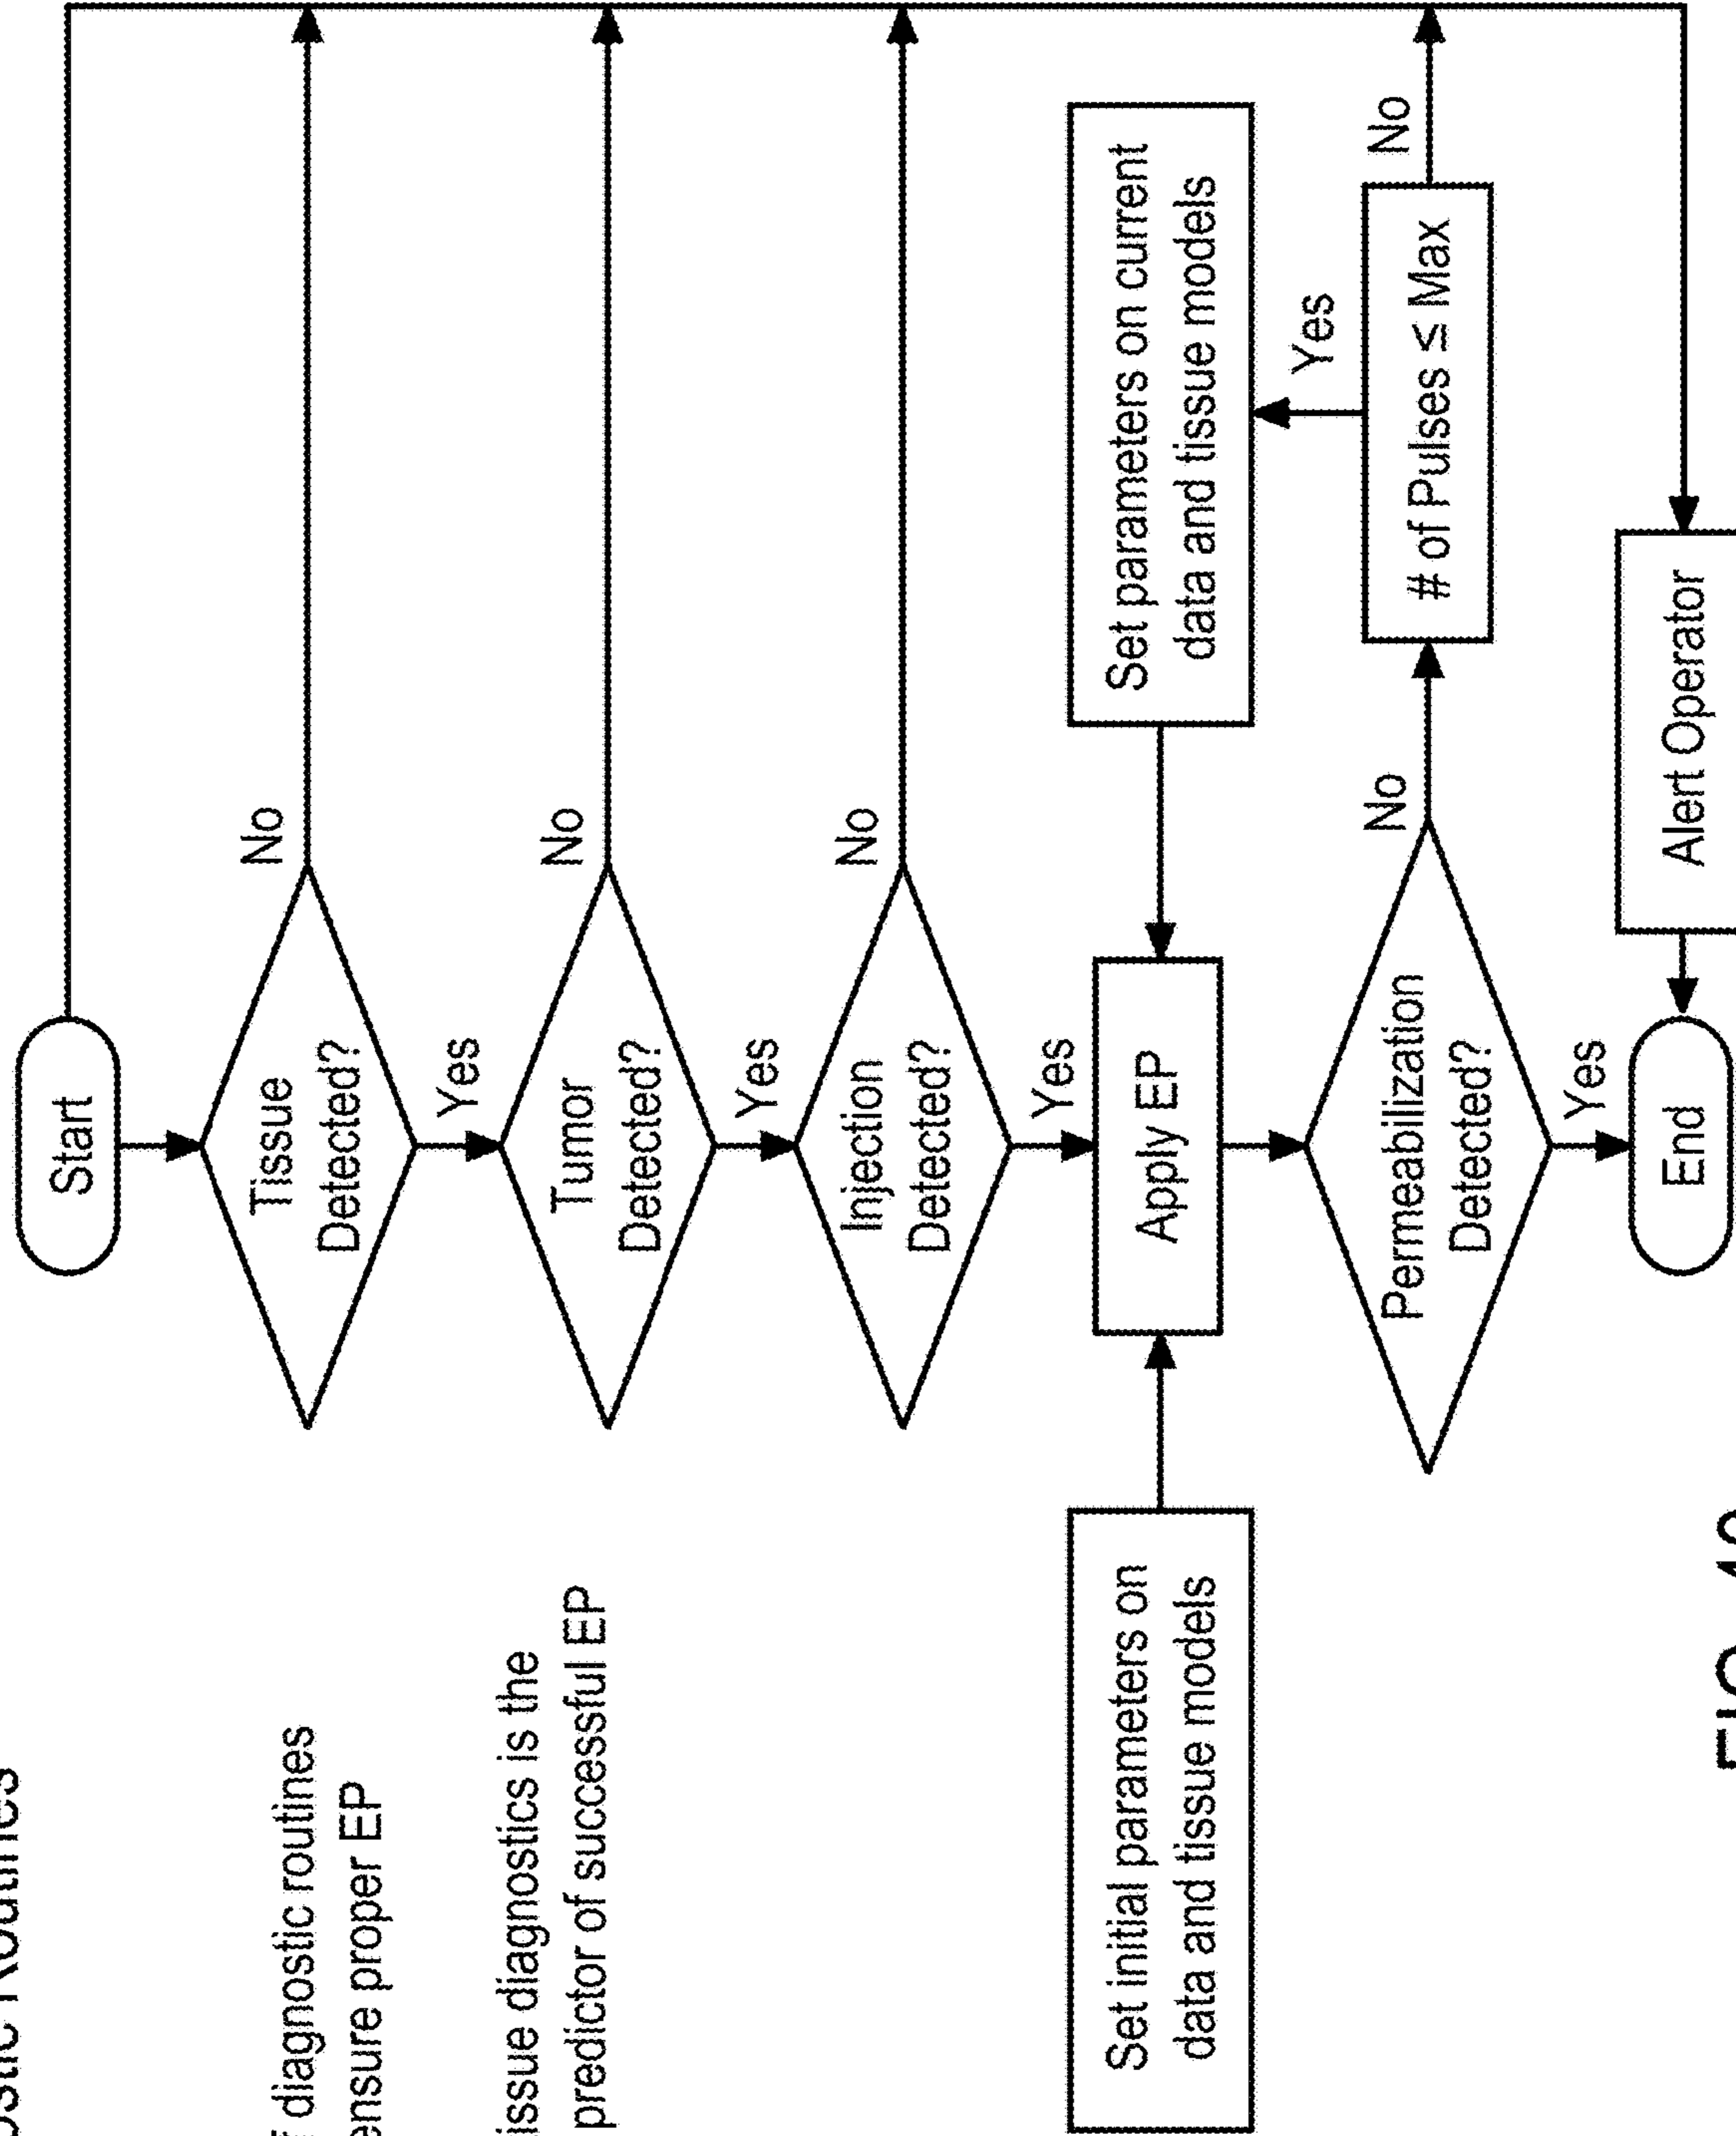 Routines
diagnostic routines
ensure proper EP
diagnostics is the
predictor of successful EP
Start
Tissue
Detected?
No
Yes
Tumor
Detected?
No
Yes
Injection
Detected?
No
Yes
Set initial parameters on
data and tissue models
Apply EP
Set parameters on current
data and tissue models
Yes
Permeabilization
Detected?
No
# of Pulses ≤ Max
No
Yes
End
Alert Operator